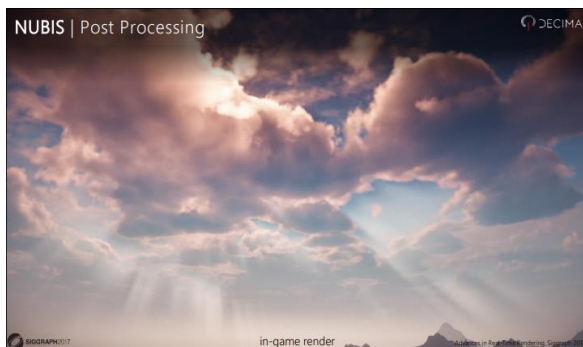 NUBIS | Post Processing
DECIMA
SIGGRAPH2017
in-game render
Advances in Real-Time Rendering, Siggraph